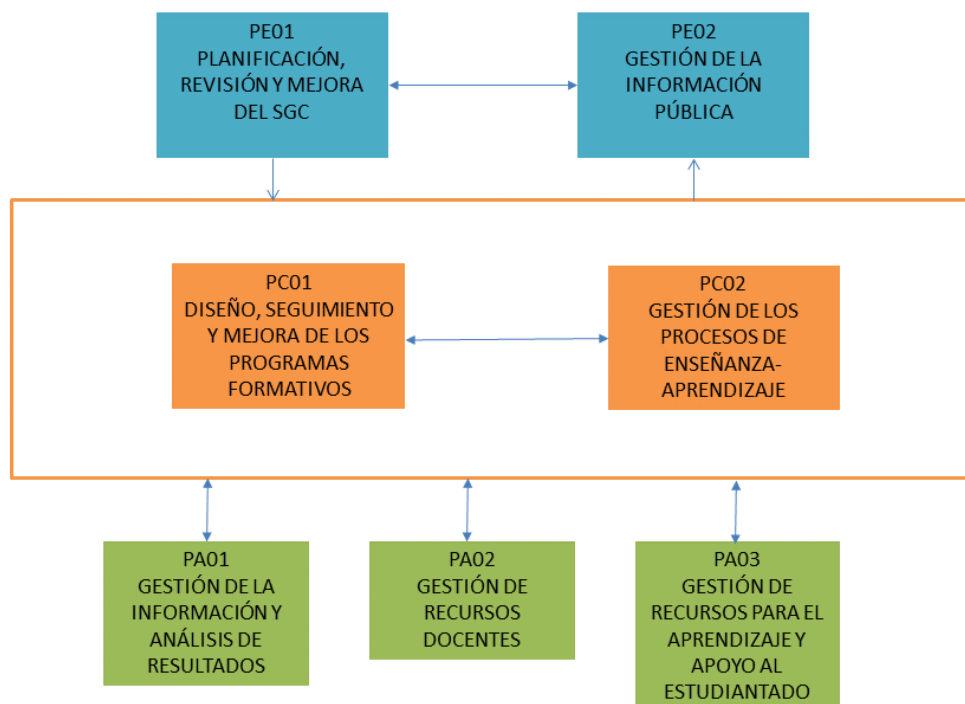 PE01
PLANIFICACIÓN,
REVISIÓN Y MEJORA
DEL SGC
PE02
GESTIÓN DE LA
INFORMACIÓN
PÚBLICA
PC01
DISEÑO, SEGUIMIENTO
Y MEJORA DE LOS
PROGRAMAS
FORMATIVOS
PC02
GESTIÓN DE LOS
PROCESOS DE
ENSEÑANZA-
APRENDIZAJE
PA01
GESTIÓN DE LA
INFORMACIÓN Y
ANÁLISIS DE
RESULTADOS
PA02
GESTIÓN DE
RECURSOS
DOCENTES
PA03
GESTIÓN DE
RECURSOS PARA EL
APRENDIZAJE Y
APOYO AL
ESTUDIANTADO